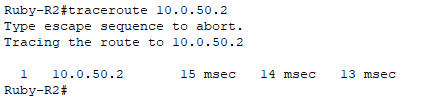 Ruby-R2#traceroute 10.0.50.2
Type escape sequence to abort.
Tracing the route to 10.0.50.2
1 10.0.50.2 15 msec 14 msec 13 msec
Ruby-R2#